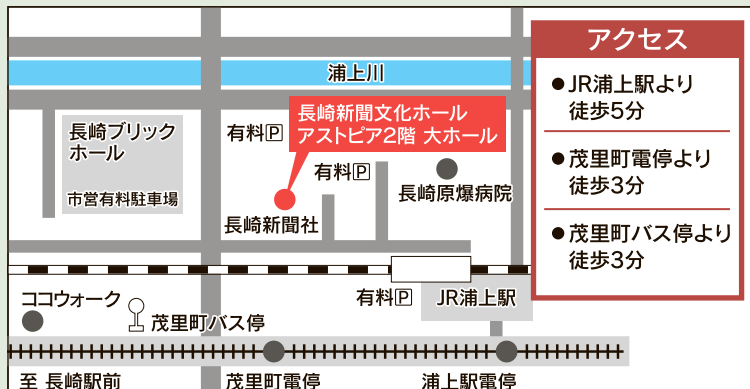 浦上川
長崎新聞文化ホール
アストピア2階 大ホール
有料P
長崎ブリック
ホール
市営有料駐車場
有料P
長崎原爆病院
長崎新聞社
有料P
JR浦上駅
ココウォーク
茂里町バス停
至 長崎駅前
茂里町電停
浦上駅電停
アクセス
●JR浦上駅より
徒歩5分
●茂里町電停より
徒歩3分
●茂里町バス停より
徒歩3分